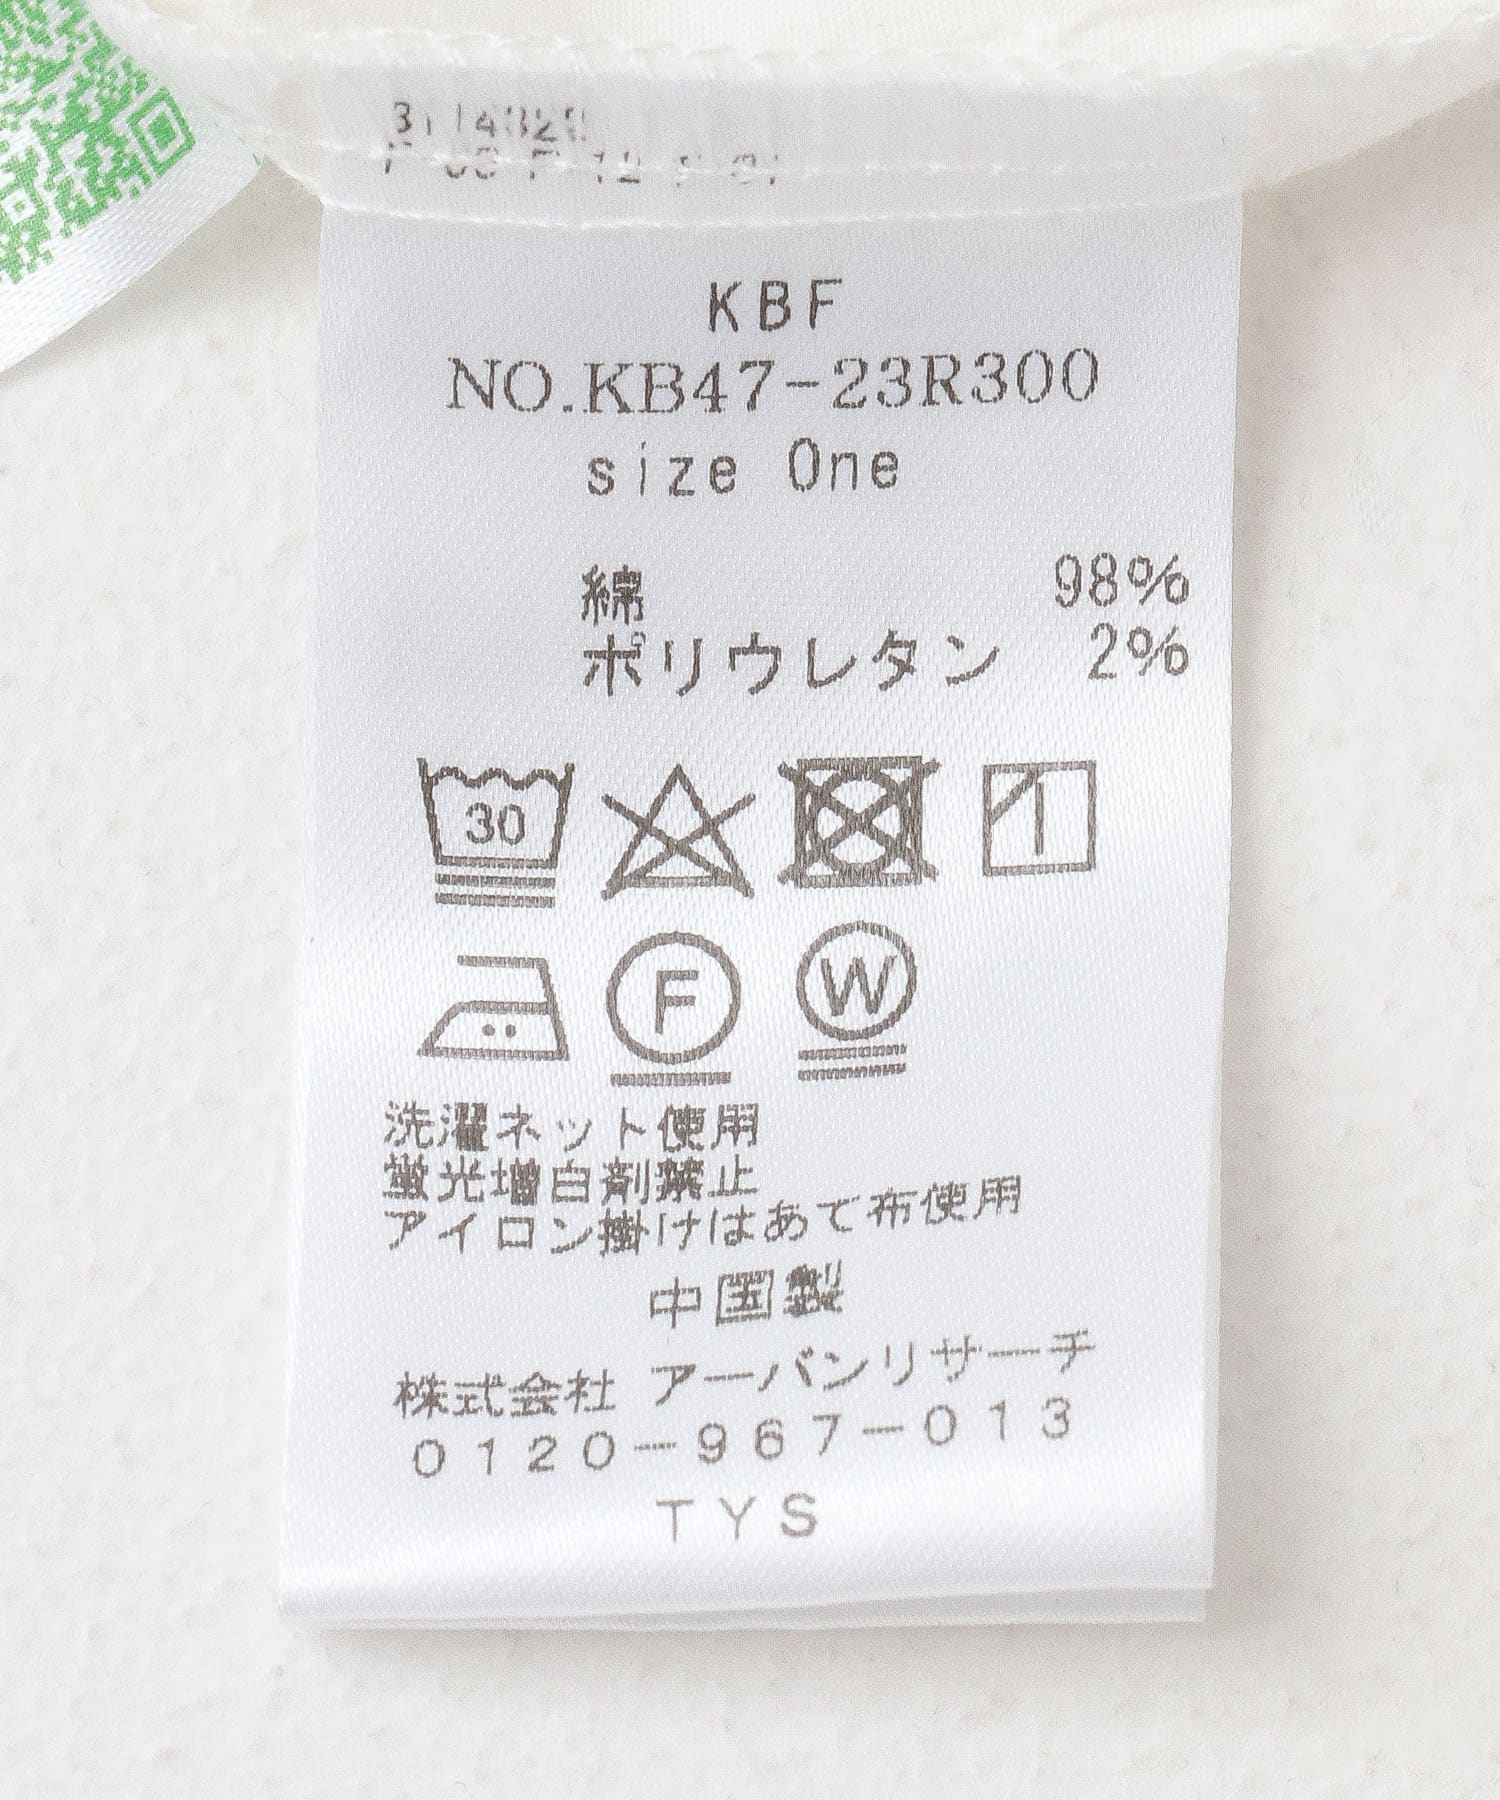 KBF
NO.KB47-23R300
size One
綿 98%
ポリウレタン 2%
30
F
W
洗濯ネット使用
蛍光増白剤禁止
アイロン掛けはあて布使用
中国製
株式会社 アーバンリサーチ
0120-967-013
TYS